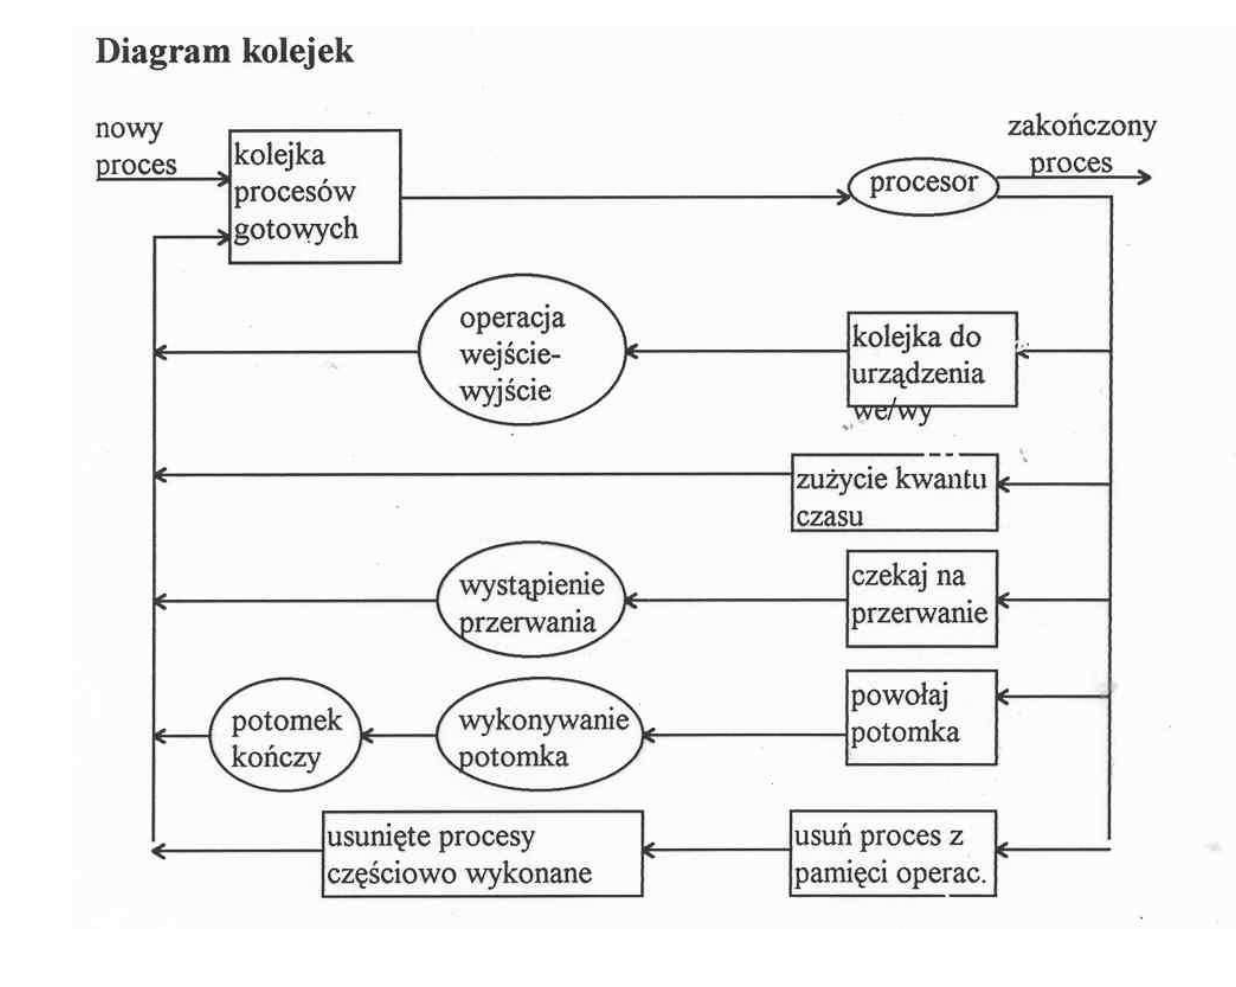 Diagram kolejek
nowy
proces
kolejka
procesów
gotowych
procesor
zakończony
proces
operacja
wejście-
wyjście
kolejka do
urządzenia
we/wy
zużycie kwantu
czasu
wystąpienie
przerwania
czekaj na
przerwanie
potomek
kończy
wykonywanie
potomka
powołaj
potomka
usunięte procesy
częściowo wykonane
usuń proces z
pamięci operac.